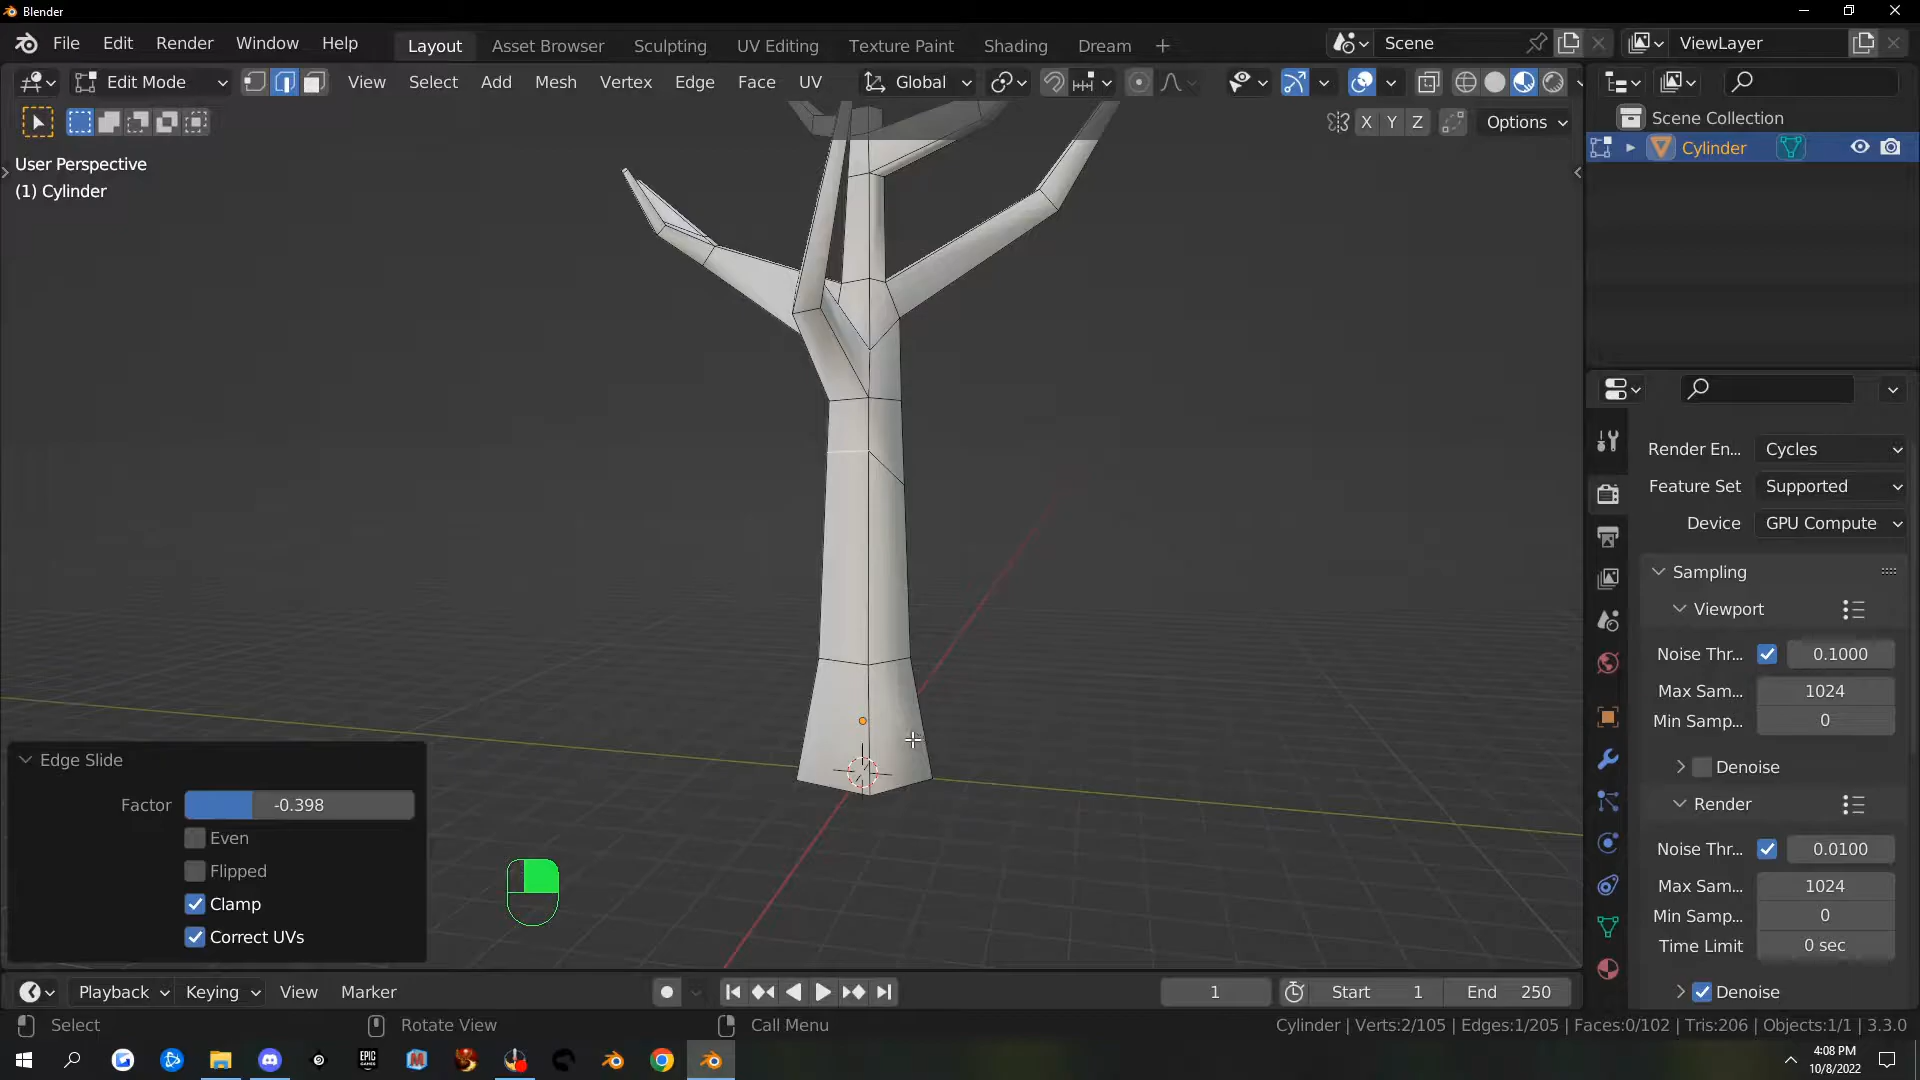 Blender
File Edit Render Window Help Layout Asset Browser Sculpting UV Editing Texture Paint Shading Dream Scene ViewLayer
Edit Mode View Select Add Mesh Vertex Edge Face UV Global
X Y Z Options
User Perspective
(1) Cylinder
Scene Collection
Cylinder
Render En... Cycles
Feature Set Supported
Device GPU Compute
Sampling
Viewport
Noise Thr... 0.1000
Max Sam... 1024
Min Samp... 0
Denoise
Render
Noise Thr... 0.0100
Max Sam... 1024
Min Samp... 0
Time Limit 0 sec
Denoise
Edge Slide
Factor -0.398
Even
Flipped
Clamp
Correct UVs
Playback Keying View Marker 1 Start 1 End 250
Select Rotate View Call Menu Cylinder | Verts:2/105 | Edges:1/205 | Faces:0/102 | Tris:206 | Objects:1/1 | 3.3.0
EPIC GAMES
4:08 PM
10/8/2022